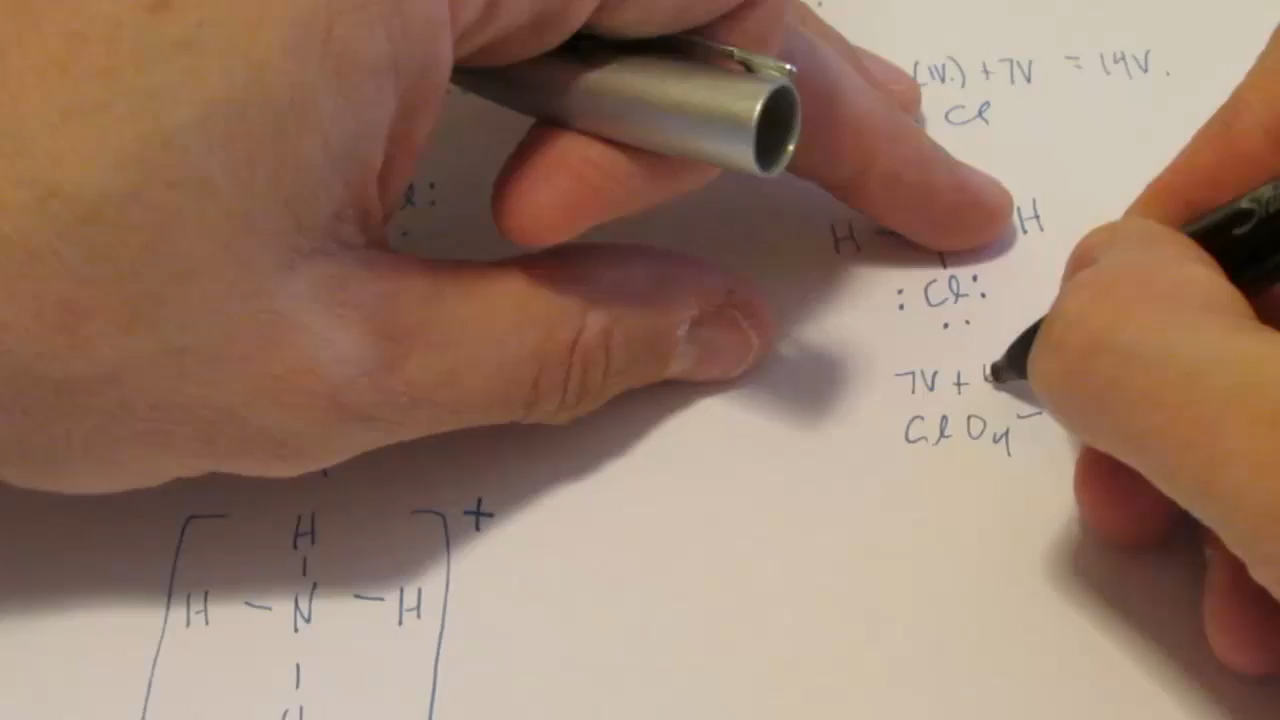 (1V.) + 7V = 14V.
Cl
l:
H H
:Cl:
7V +
ClO4−
H
H − N − H
+